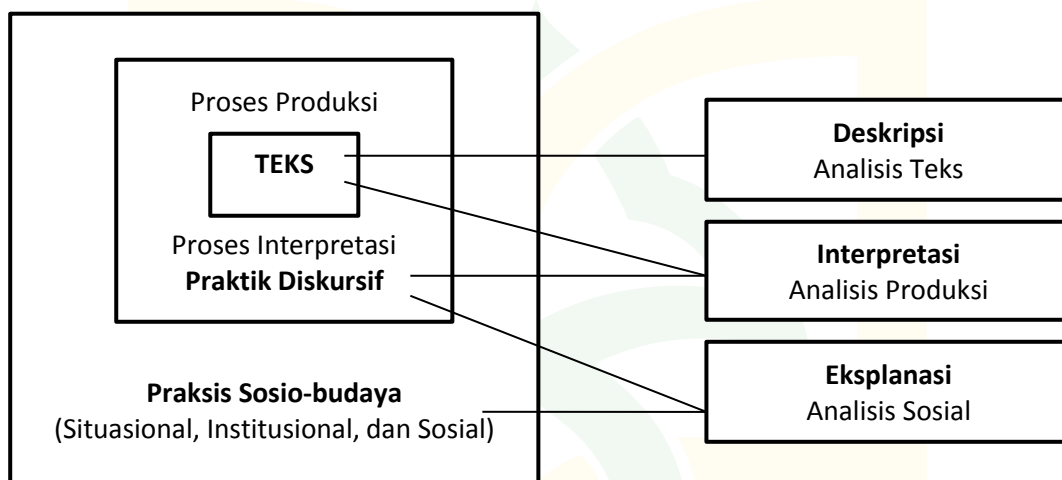 Proses Produksi
TEKS
Proses Interpretasi
Praktik Diskursif
Praksis Sosio-budaya
(Situasional, Institusional, dan Sosial)
Deskripsi
Analisis Teks
Interpretasi
Analisis Produksi
Eksplanasi
Analisis Sosial